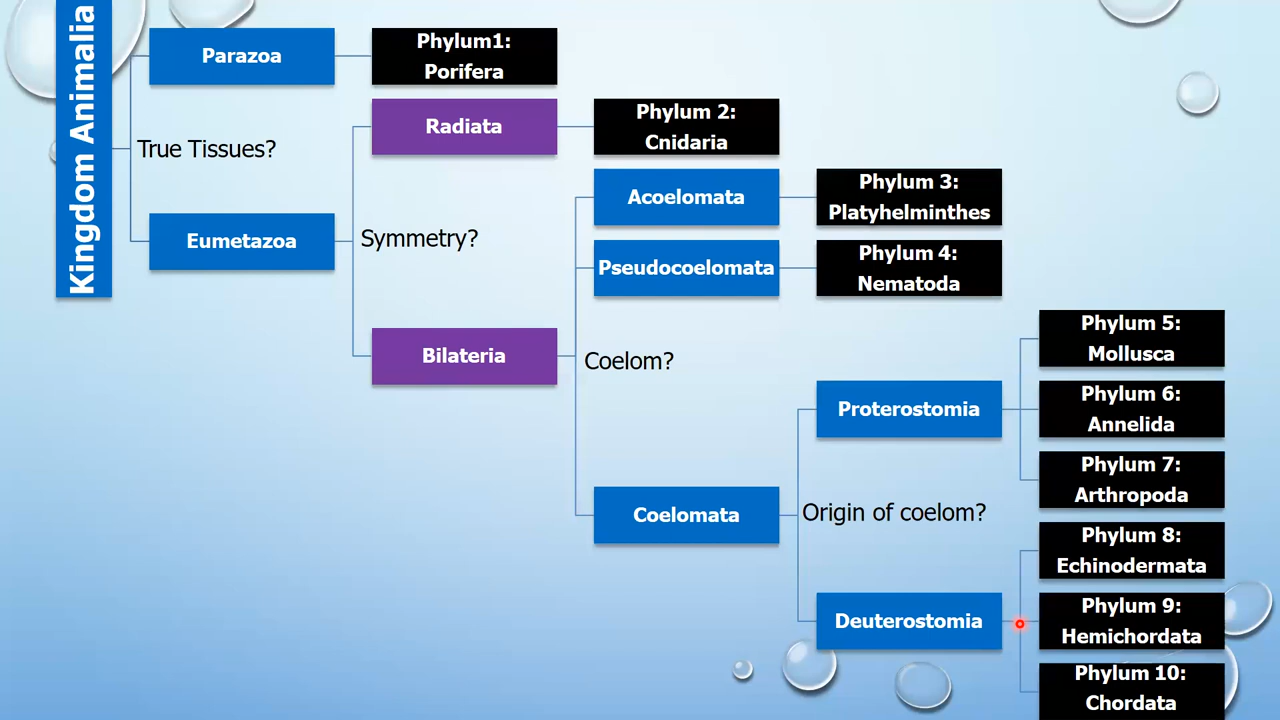 Kingdom Animalia
Parazoa
Phylum1:
Porifera
True Tissues?
Eumetazoa
Radiata
Phylum 2:
Cnidaria
Symmetry?
Bilateria
Acoelomata
Phylum 3:
Platyhelminthes
Pseudocoelomata
Phylum 4:
Nematoda
Coelom?
Coelomata
Proterostomia
Phylum 5:
Mollusca
Phylum 6:
Annelida
Phylum 7:
Arthropoda
Origin of coelom?
Deuterostomia
Phylum 8:
Echinodermata
Phylum 9:
Hemichordata
Phylum 10:
Chordata